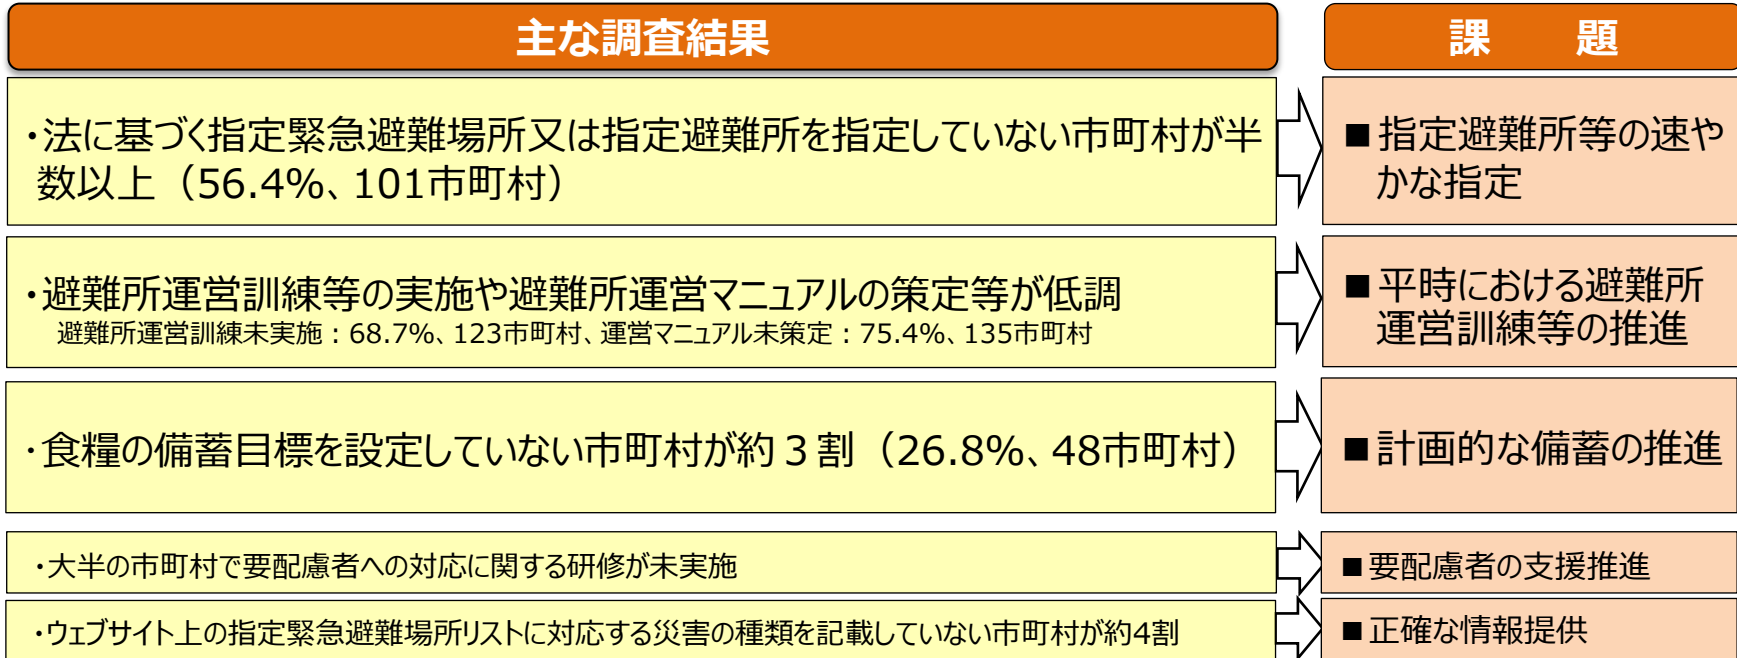 主な調査結果
課　　題
・法に基づく指定緊急避難場所又は指定避難所を指定していない市町村が半
数以上（56.4%、101市町村）
■指定避難所等の速や
かな指定
・避難所運営訓練等の実施や避難所運営マニュアルの策定等が低調
避難所運営訓練未実施：68.7%、123市町村、運営マニュアル未策定：75.4%、135市町村
■平時における避難所
運営訓練等の推進
・食糧の備蓄目標を設定していない市町村が約３割（26.8%、48市町村）
■計画的な備蓄の推進
・大半の市町村で要配慮者への対応に関する研修が未実施
■要配慮者の支援推進
・ウェブサイト上の指定緊急避難場所リストに対応する災害の種類を記載していない市町村が約4割
■正確な情報提供